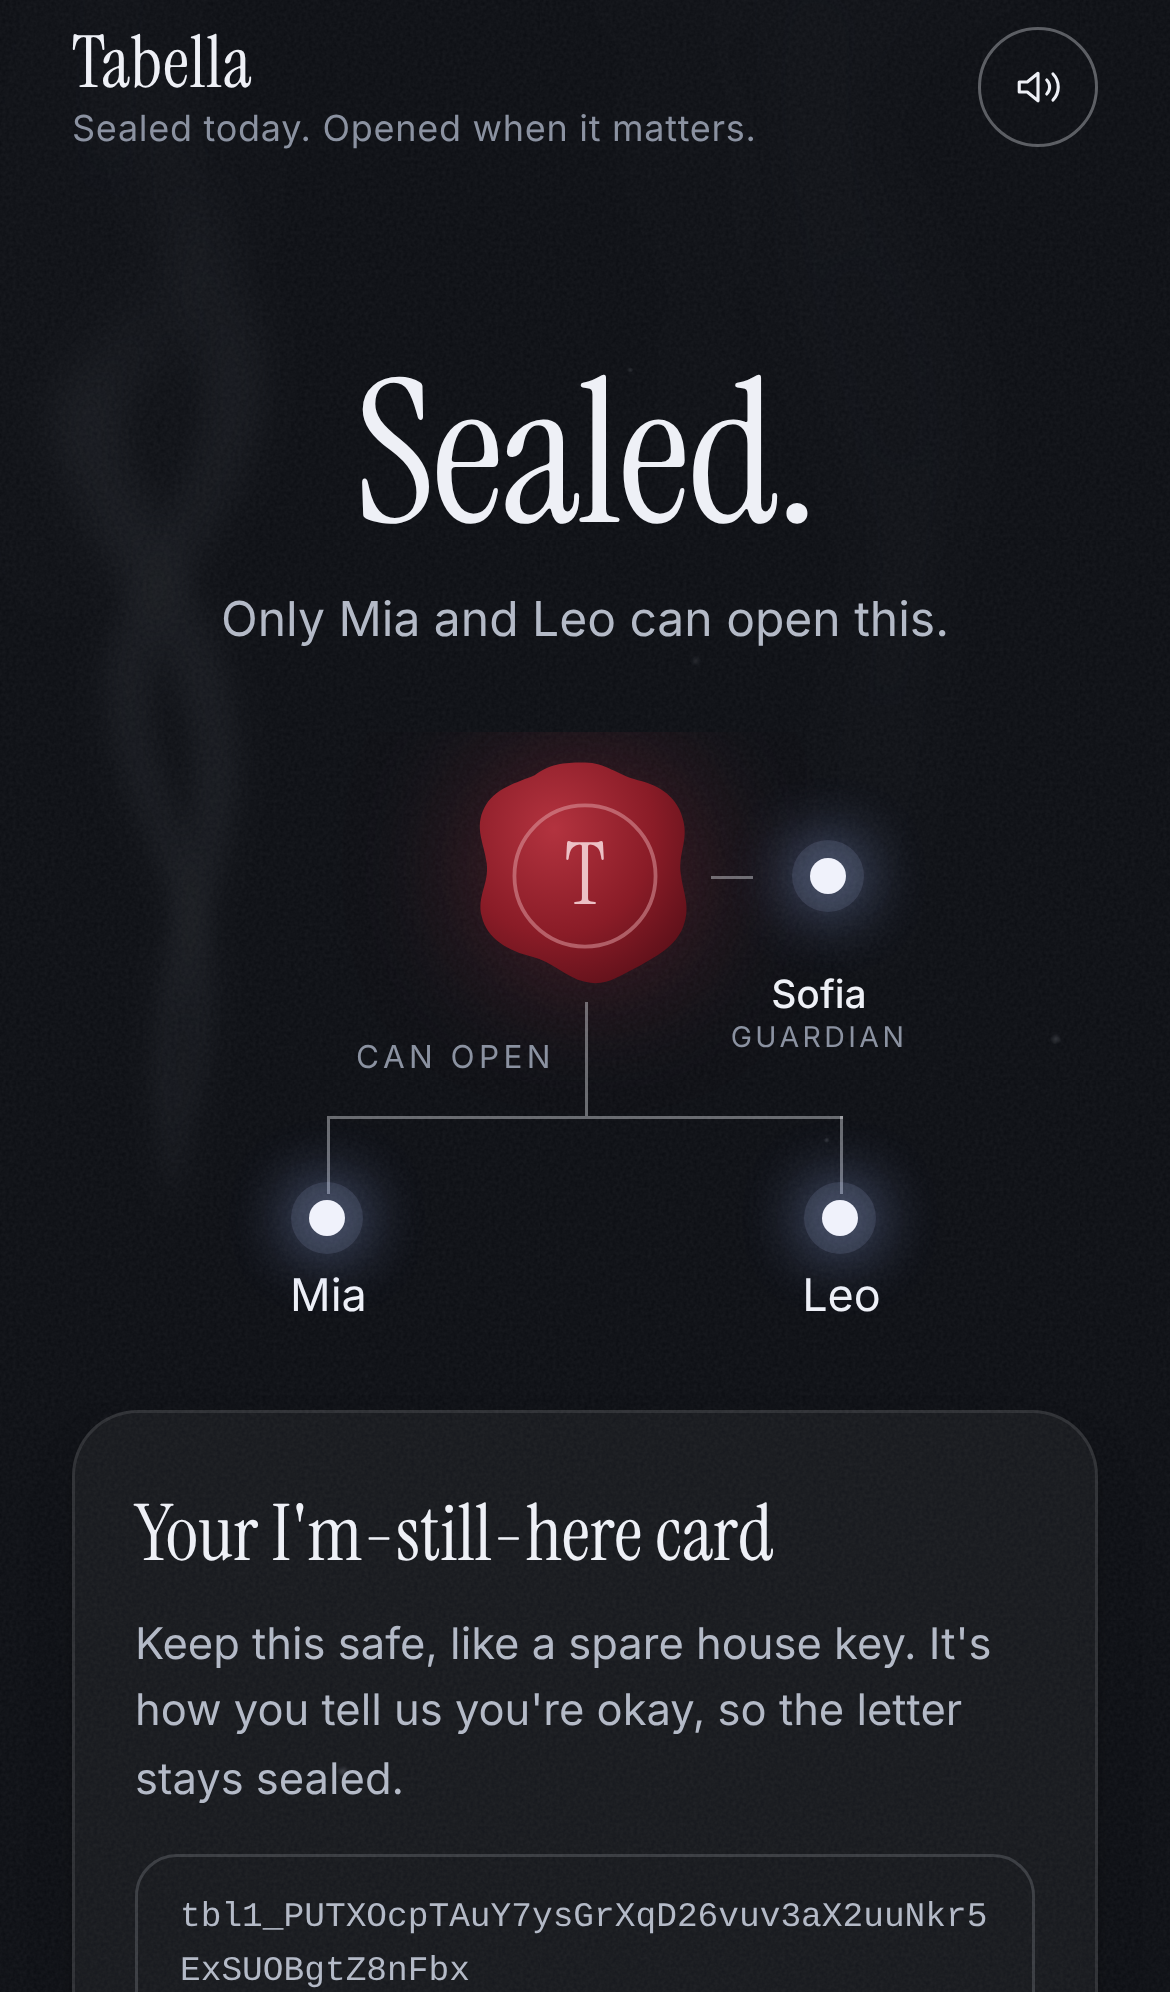 Tabella
Sealed today. Opened when it matters.
Sealed.
Only Mia and Leo can open this.
T
Sofia
GUARDIAN
CAN OPEN
Mia
Leo
Your I'm-still-here card
Keep this safe, like a spare house key. It's
how you tell us you're okay, so the letter
stays sealed.
tbl1_PUTXOcpTAuY7ysGrXqD26vuv3aX2uuNkr5
ExSUOBgtZ8nFbx